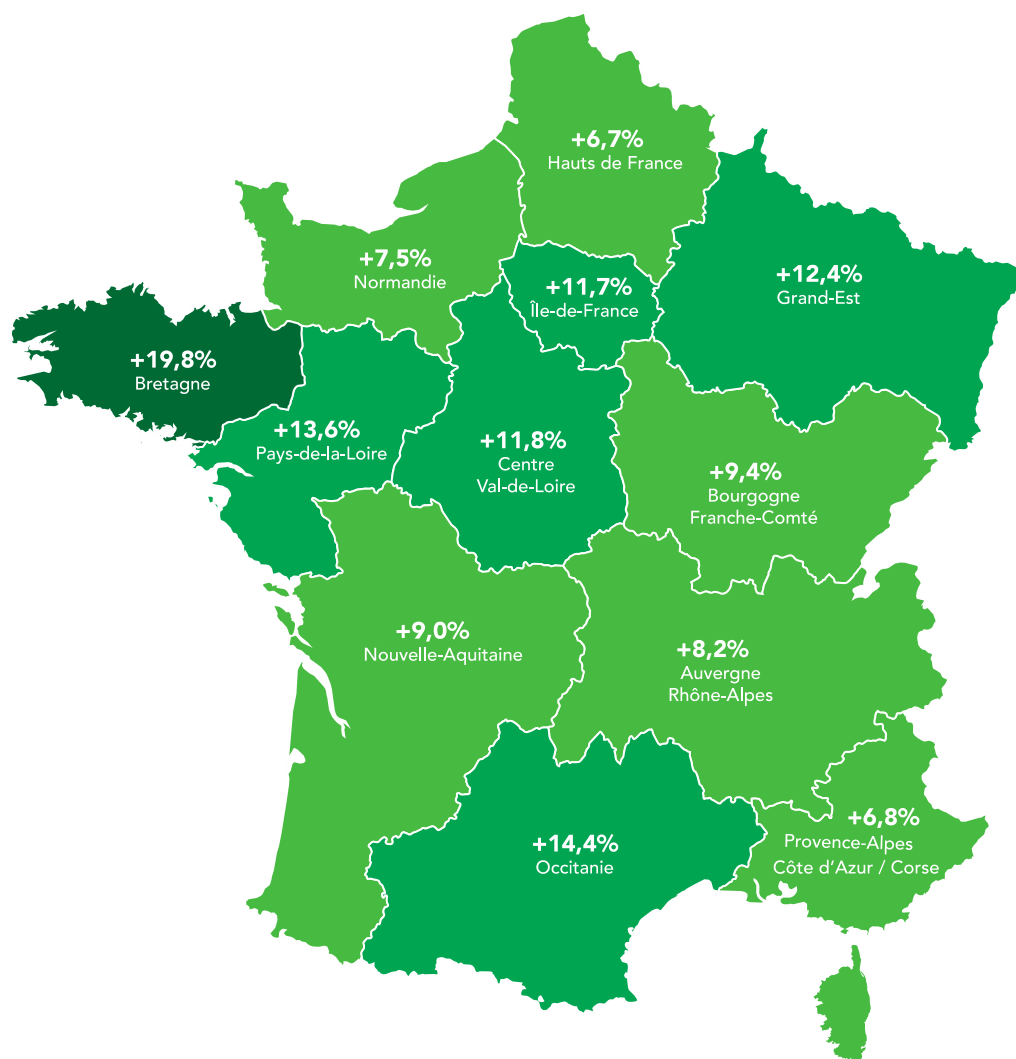 +6,7%
Hauts de France
+7,5%
Normandie
+11,7%
Île-de-France
+12,4%
Grand-Est
+19,8%
Bretagne
+13,6%
Pays-de-la-Loire
+11,8%
Centre
Val-de-Loire
+9,4%
Bourgogne
Franche-Comté
+9,0%
Nouvelle-Aquitaine
+8,2%
Auvergne
Rhône-Alpes
+14,4%
Occitanie
+6,8%
Provence-Alpes
Côte d'Azur / Corse